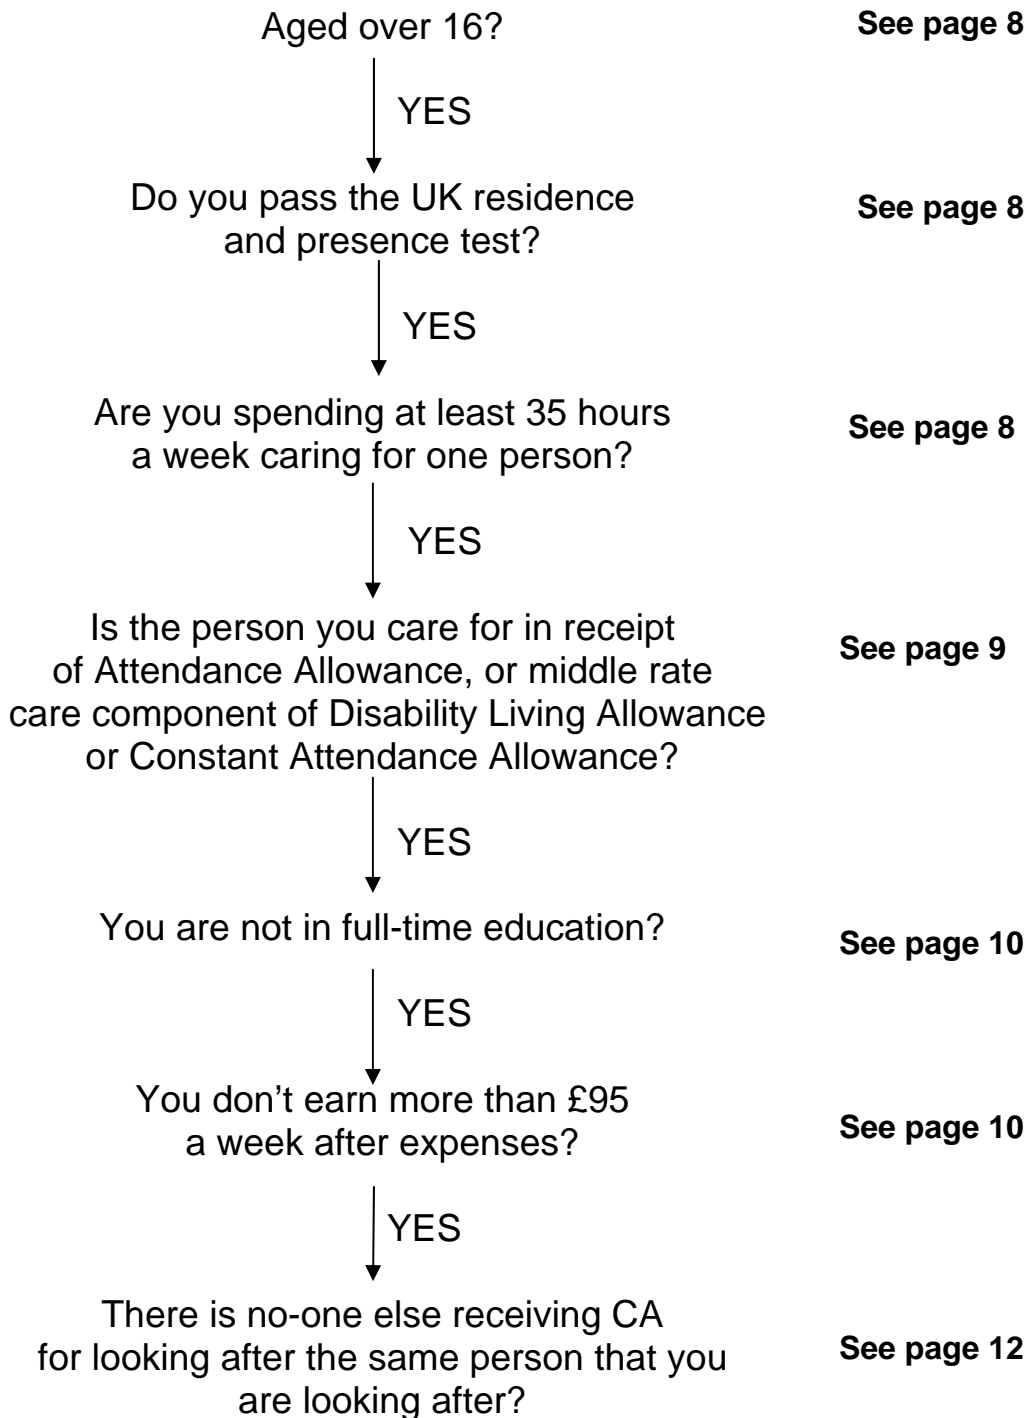 Aged over 16? See page 8
YES
Do you pass the UK residence
and presence test? See page 8
YES
Are you spending at least 35 hours
a week caring for one person? See page 8
YES
Is the person you care for in receipt
of Attendance Allowance, or middle rate
care component of Disability Living Allowance
or Constant Attendance Allowance? See page 9
YES
You are not in full-time education? See page 10
YES
You don't earn more than £95
a week after expenses? See page 10
YES
There is no-one else receiving CA
for looking after the same person that you
are looking after? See page 12